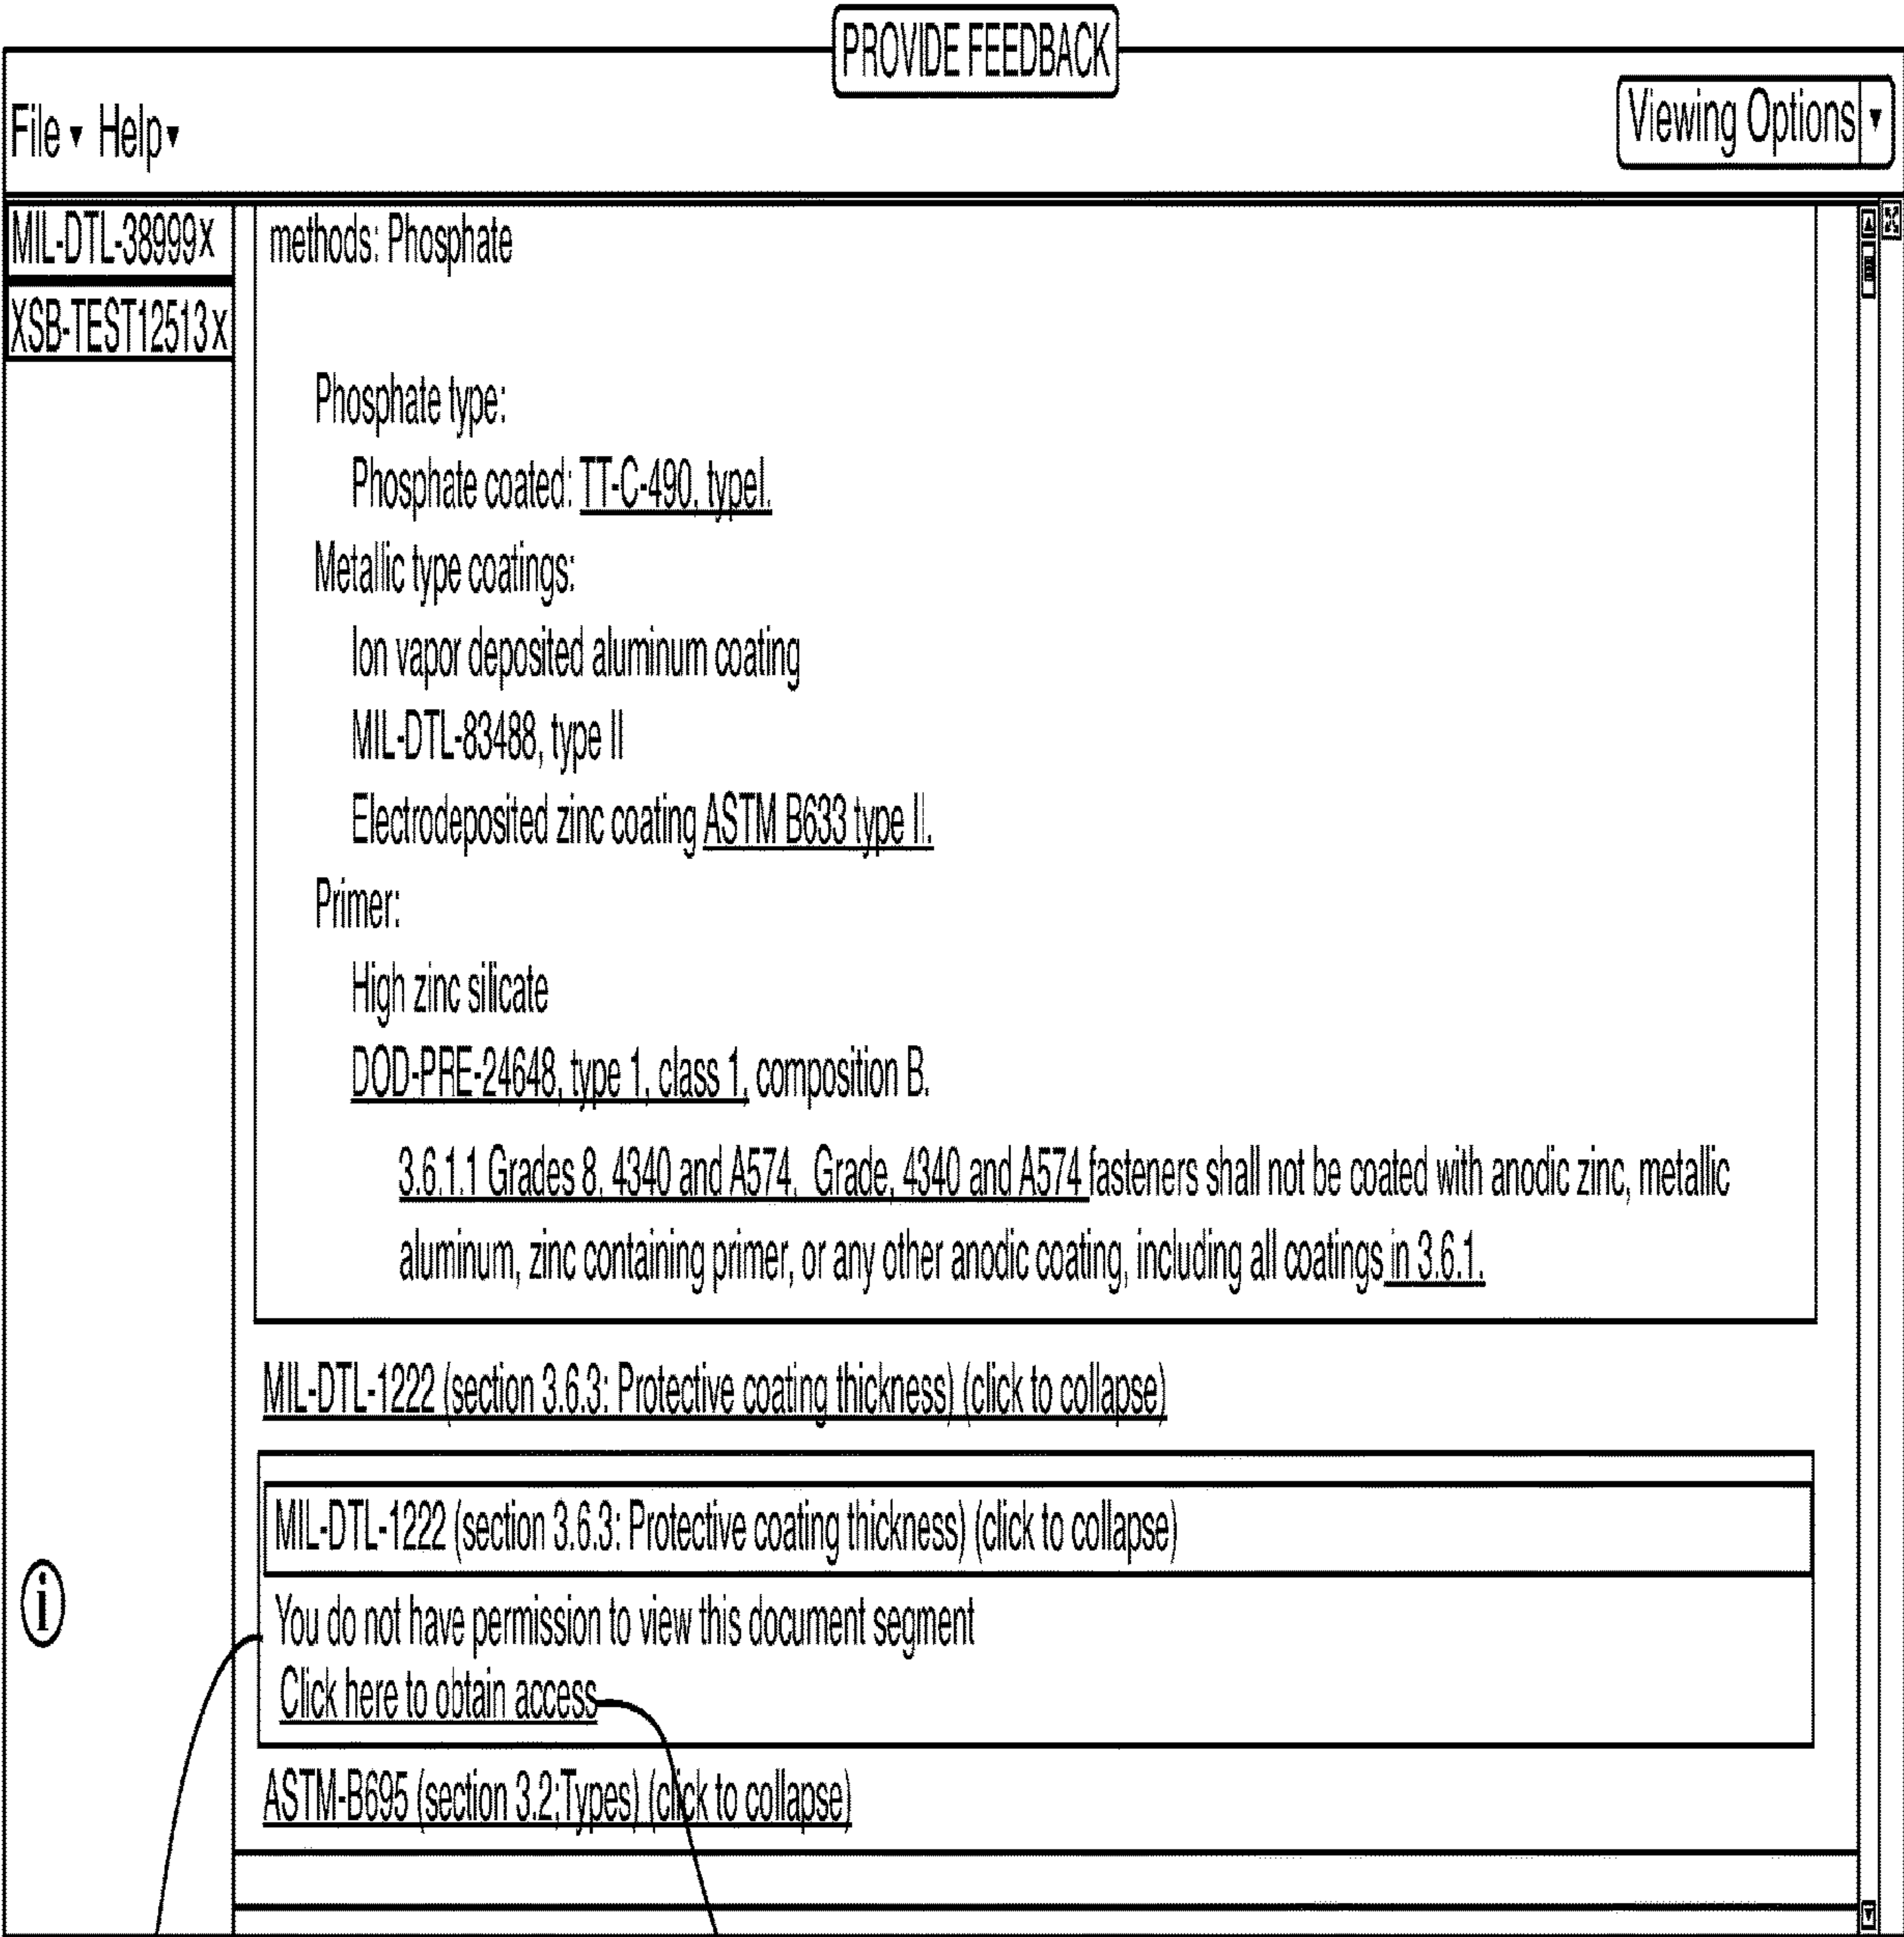 PROVIDE FEEDBACK
File ▾ Help ▾
Viewing Options ▾
MIL-DTL-38999 x
XSB-TEST12513 x
methods: Phosphate
Phosphate type:
Phosphate coated: TT-C-490, typeI.
Metallic type coatings:
Ion vapor deposited aluminum coating
MIL-DTL-83488, type II
Electrodeposited zinc coating ASTM B633 type II.
Primer:
High zinc silicate
DOD-PRE-24648, type 1, class 1, composition B.
3.6.1.1 Grades 8, 4340 and A574. Grade, 4340 and A574 fasteners shall not be coated with anodic zinc, metallic
aluminum, zinc containing primer, or any other anodic coating, including all coatings in 3.6.1.
MIL-DTL-1222 (section 3.6.3: Protective coating thickness) (click to collapse)
MIL-DTL-1222 (section 3.6.3: Protective coating thickness) (click to collapse)
i
You do not have permission to view this document segment
Click here to obtain access
ASTM-B695 (section 3.2:Types) (click to collapse)